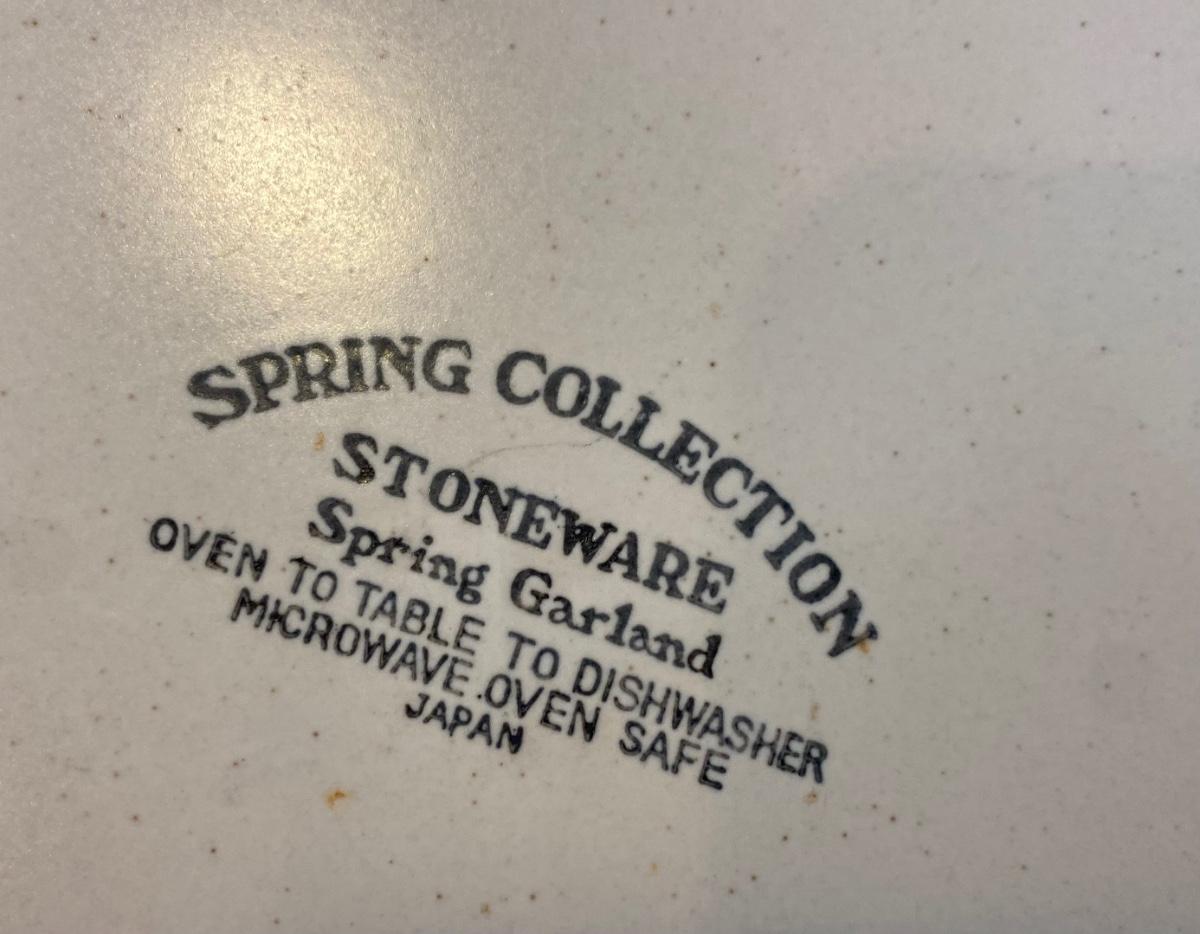 SPRING COLLECTION
STONEWARE
Spring Garland
OVEN TO TABLE TO DISHWASHER
MICROWAVE.OVEN SAFE
JAPAN